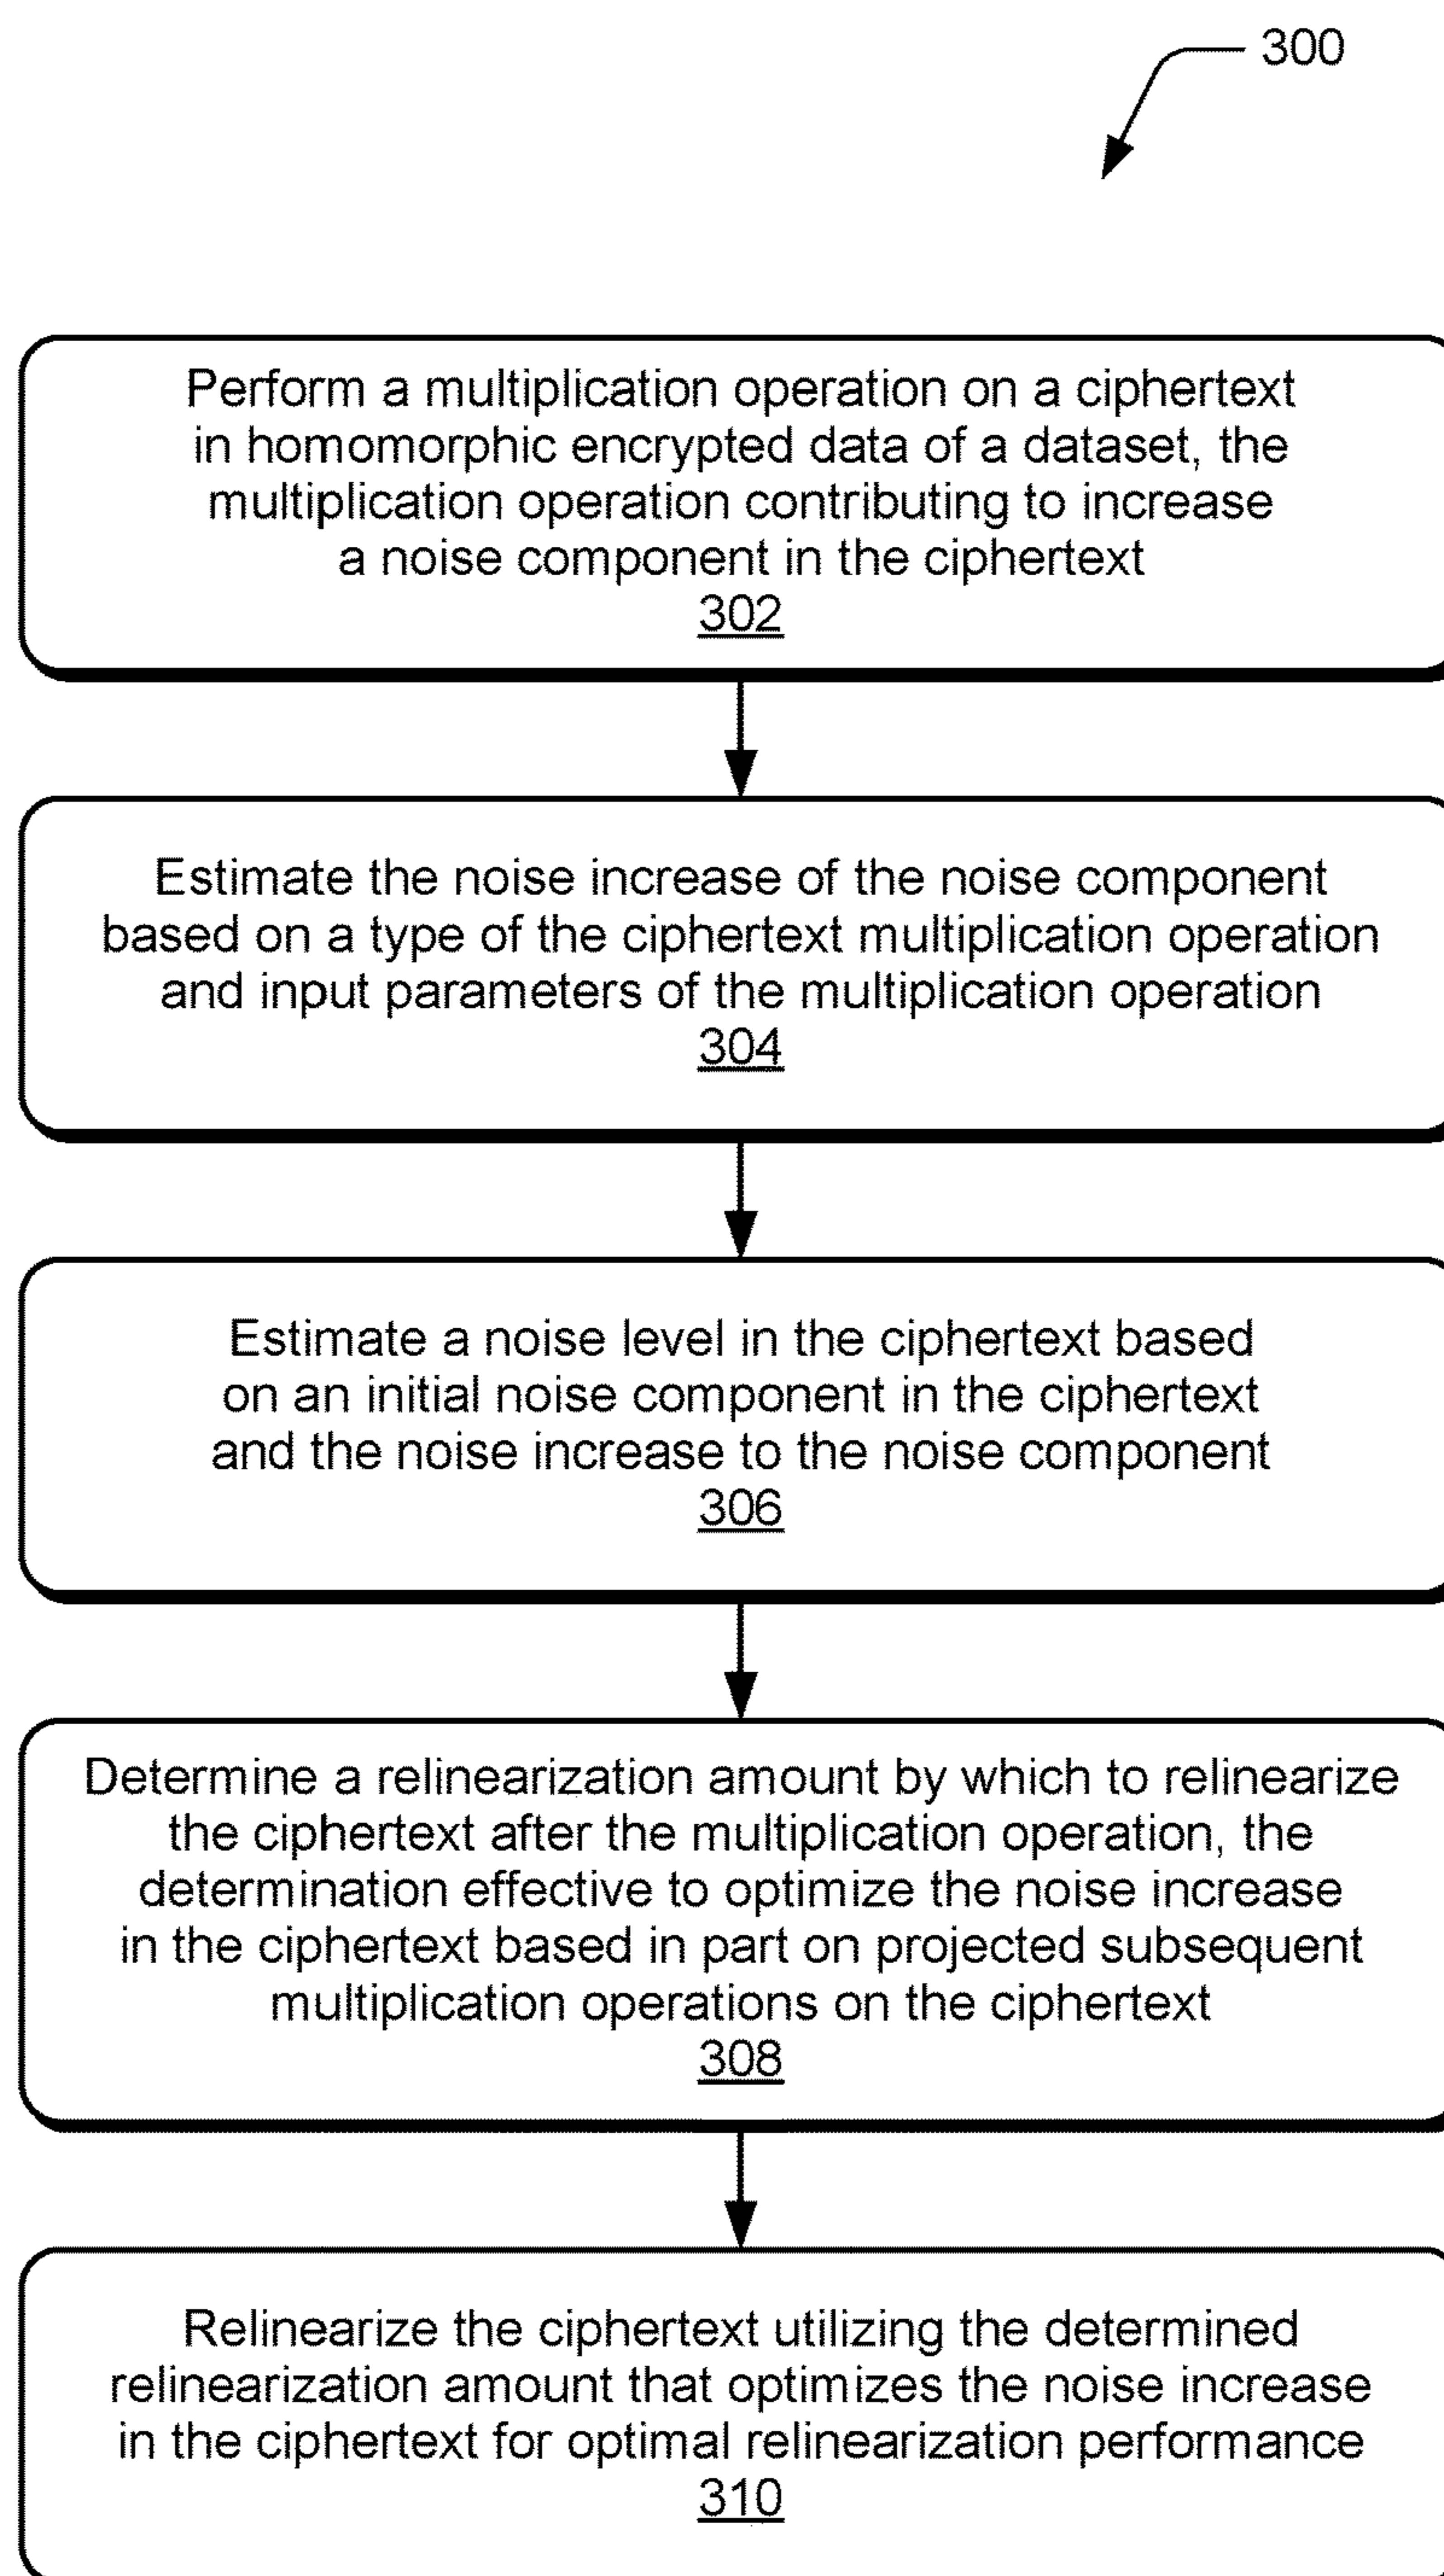 300
Perform a multiplication operation on a ciphertext
in homomorphic encrypted data of a dataset, the
multiplication operation contributing to increase
a noise component in the ciphertext
302
Estimate the noise increase of the noise component
based on a type of the ciphertext multiplication operation
and input parameters of the multiplication operation
304
Estimate a noise level in the ciphertext based
on an initial noise component in the ciphertext
and the noise increase to the noise component
306
Determine a relinearization amount by which to relinearize
the ciphertext after the multiplication operation, the
determination effective to optimize the noise increase
in the ciphertext based in part on projected subsequent
multiplication operations on the ciphertext
308
Relinearize the ciphertext utilizing the determined
relinearization amount that optimizes the noise increase
in the ciphertext for optimal relinearization performance
310